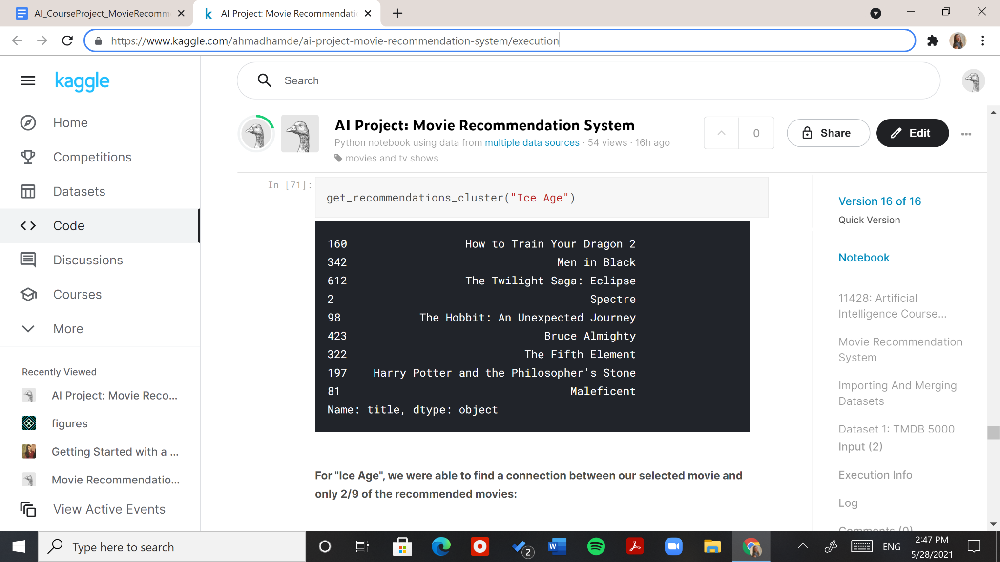 AI_CourseProject_MovieRecomm
AI Project: Movie Recommendati
https://www.kaggle.com/ahmadhamde/ai-project-movie-recommendation-system/execution
kaggle
Search
Home
Competitions
Datasets
Code
Discussions
Courses
More
Recently Viewed
AI Project: Movie Reco...
figures
Getting Started with a ...
Movie Recommendatio...
View Active Events
AI Project: Movie Recommendation System
Python notebook using data from multiple data sources · 54 views · 16h ago
movies and tv shows
0
Share
Edit
In [71]:
get_recommendations_cluster("Ice Age")
160 How to Train Your Dragon 2
342 Men in Black
612 The Twilight Saga: Eclipse
2 Spectre
98 The Hobbit: An Unexpected Journey
423 Bruce Almighty
322 The Fifth Element
197 Harry Potter and the Philosopher's Stone
81 Maleficent
Name: title, dtype: object
For "Ice Age", we were able to find a connection between our selected movie and
only 2/9 of the recommended movies:
Version 16 of 16
Quick Version
Notebook
11428: Artificial
Intelligence Course...
Movie Recommendation
System
Importing And Merging
Datasets
Dataset 1: TMDB 5000
Input (2)
Execution Info
Log
Comments (0)
Type here to search
2
ENG
2:47 PM
5/28/2021